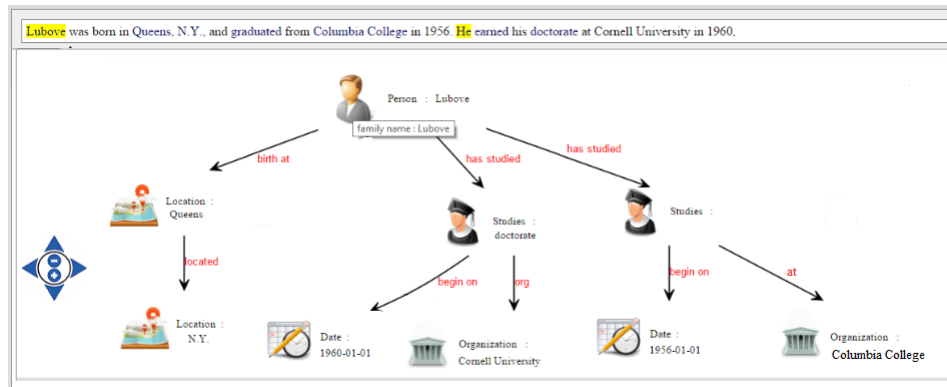 Lubove was born in Queens, N.Y., and graduated from Columbia College in 1956. He earned his doctorate at Cornell University in 1960.
Person : Lubove
family name : Lubove
birth at
has studied
has studied
Location :
Queens
Studies :
doctorate
Studies :
located
begin on
org
begin on
at
Location :
N.Y.
Date :
1960-01-01
Organization :
Cornell University
Date :
1956-01-01
Organization :
Columbia College